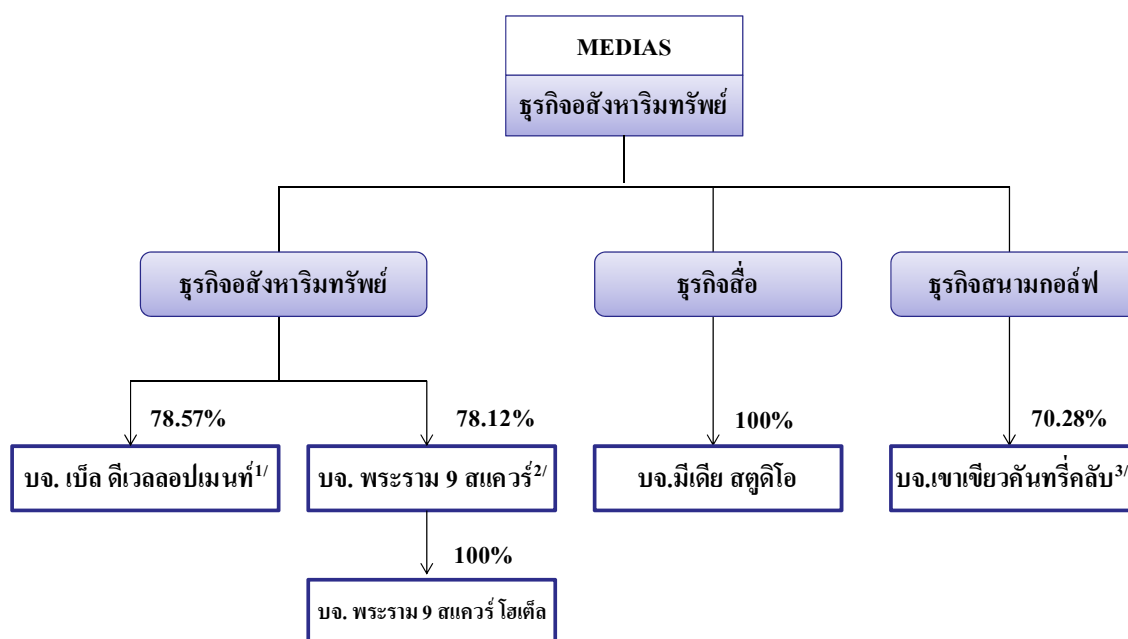 MEDIAS
ธุรกิจอสังหาริมทรัพย์
ธุรกิจอสังหาริมทรัพย์
ธุรกิจสื่อ
ธุรกิจสนามกอล์ฟ
78.57%
78.12%
100%
70.28%
บจ. เบ็ล ดีเวลลอปเมนท์1/
บจ. พระราม 9 สแควร์2/
บจ.มีเดีย สตูดิโอ
บจ.เขาเขียวคันทรี่คลับ3/
100%
บจ. พระราม 9 สแควร์ โฮเต็ล